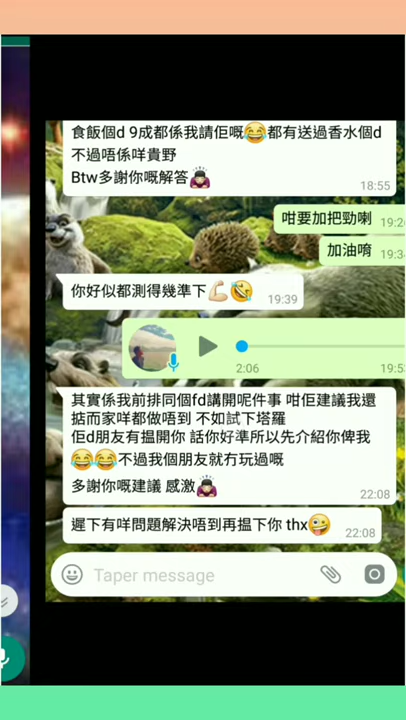 食飯個d 9成都係我請佢嘅😂都有送過香水個d
不過唔係咩貴野
Btw多謝你嘅解答🙇🏻‍♀️
18:55
咁要加把勁喇
19:2
加油唷
19:3
你好似都測得幾準下💪🏻🤣
19:39
2:06
19:5
其實係我前排同個fd講開呢件事 咁佢建議我還
掂而家咩都做唔到 不如試下塔羅
佢d朋友有搵開你 話你好準所以先介紹你俾我
😂😂不過我個朋友就冇玩過嘅
多謝你嘅建議 感激🙇🏻‍♀️
22:08
遲下有咩問題解決唔到再搵下你 thx🤪
22:08
Taper message